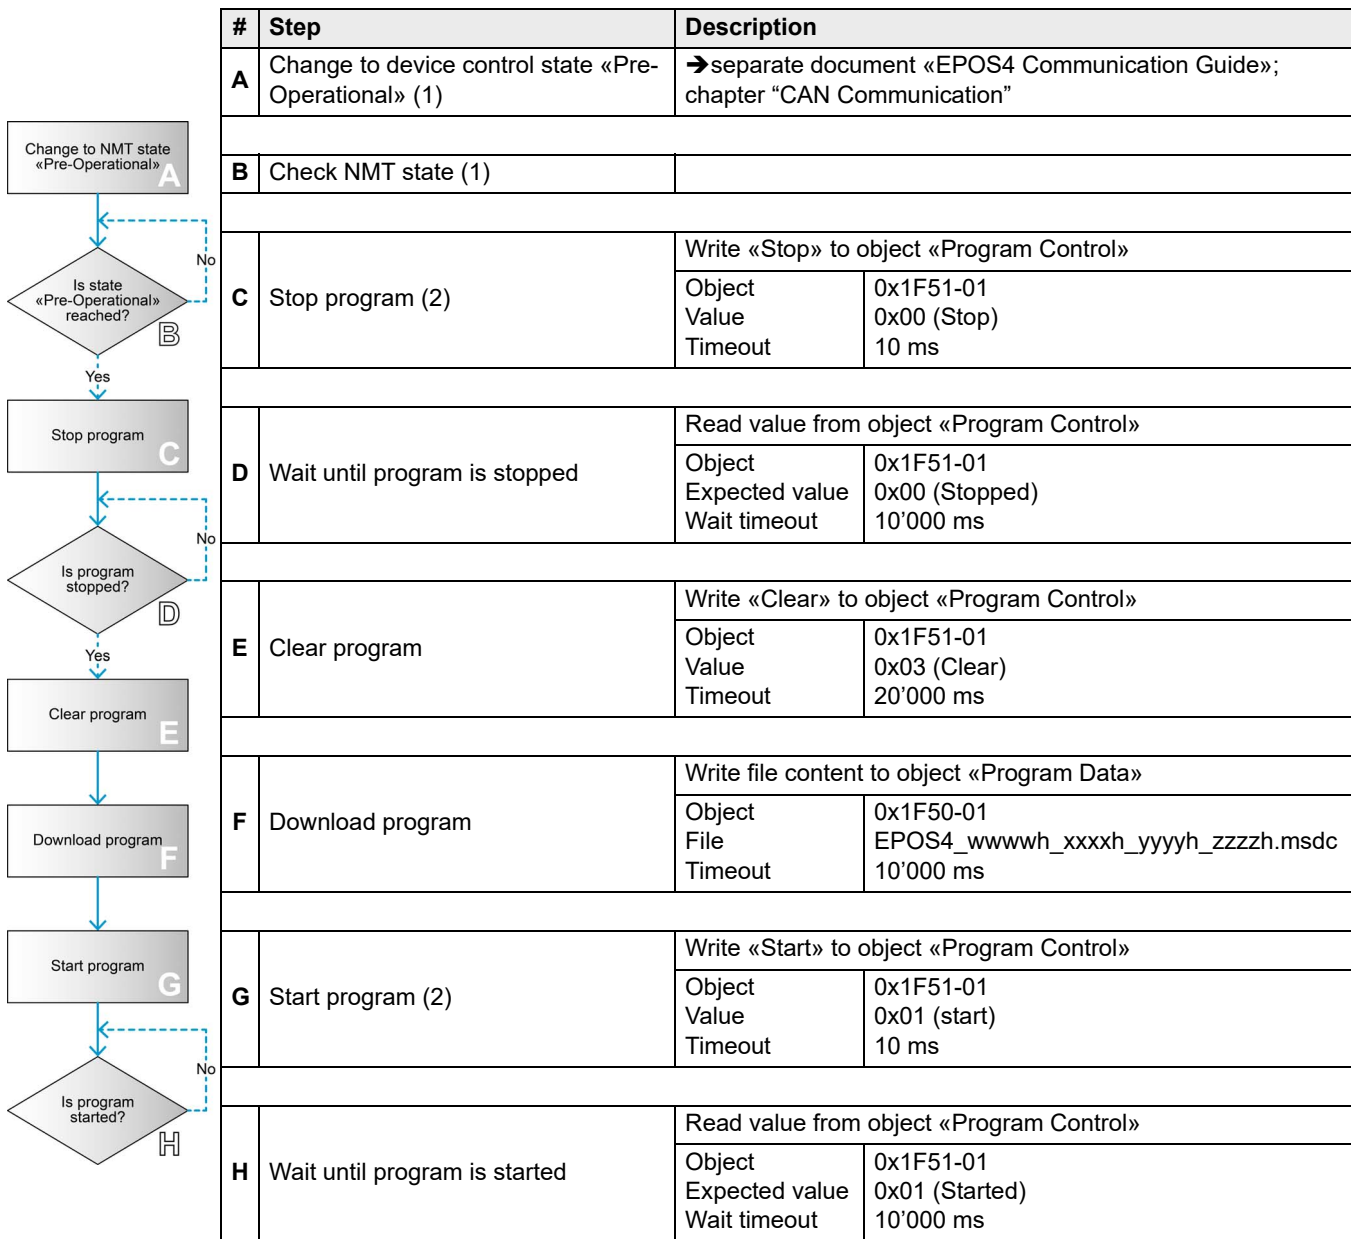 Change to NMT state
«Pre-Operational»
A
No
Is state
«Pre-Operational»
reached?
B
Yes
Stop program
C
No
Is program
stopped?
D
Yes
Clear program
E
Download program
F
Start program
G
No
Is program
started?
H
# Step Description
A Change to device control state «Pre-
Operational» (1)
➔separate document «EPOS4 Communication Guide»;
chapter “CAN Communication”
B Check NMT state (1)
C Stop program (2)
Write «Stop» to object «Program Control»
Object 0x1F51-01
Value 0x00 (Stop)
Timeout 10 ms
D Wait until program is stopped
Read value from object «Program Control»
Object 0x1F51-01
Expected value 0x00 (Stopped)
Wait timeout 10’000 ms
E Clear program
Write «Clear» to object «Program Control»
Object 0x1F51-01
Value 0x03 (Clear)
Timeout 20’000 ms
F Download program
Write file content to object «Program Data»
Object 0x1F50-01
File EPOS4_wwwwh_xxxxh_yyyyh_zzzzh.msdc
Timeout 10’000 ms
G Start program (2)
Write «Start» to object «Program Control»
Object 0x1F51-01
Value 0x01 (start)
Timeout 10 ms
H Wait until program is started
Read value from object «Program Control»
Object 0x1F51-01
Expected value 0x01 (Started)
Wait timeout 10’000 ms